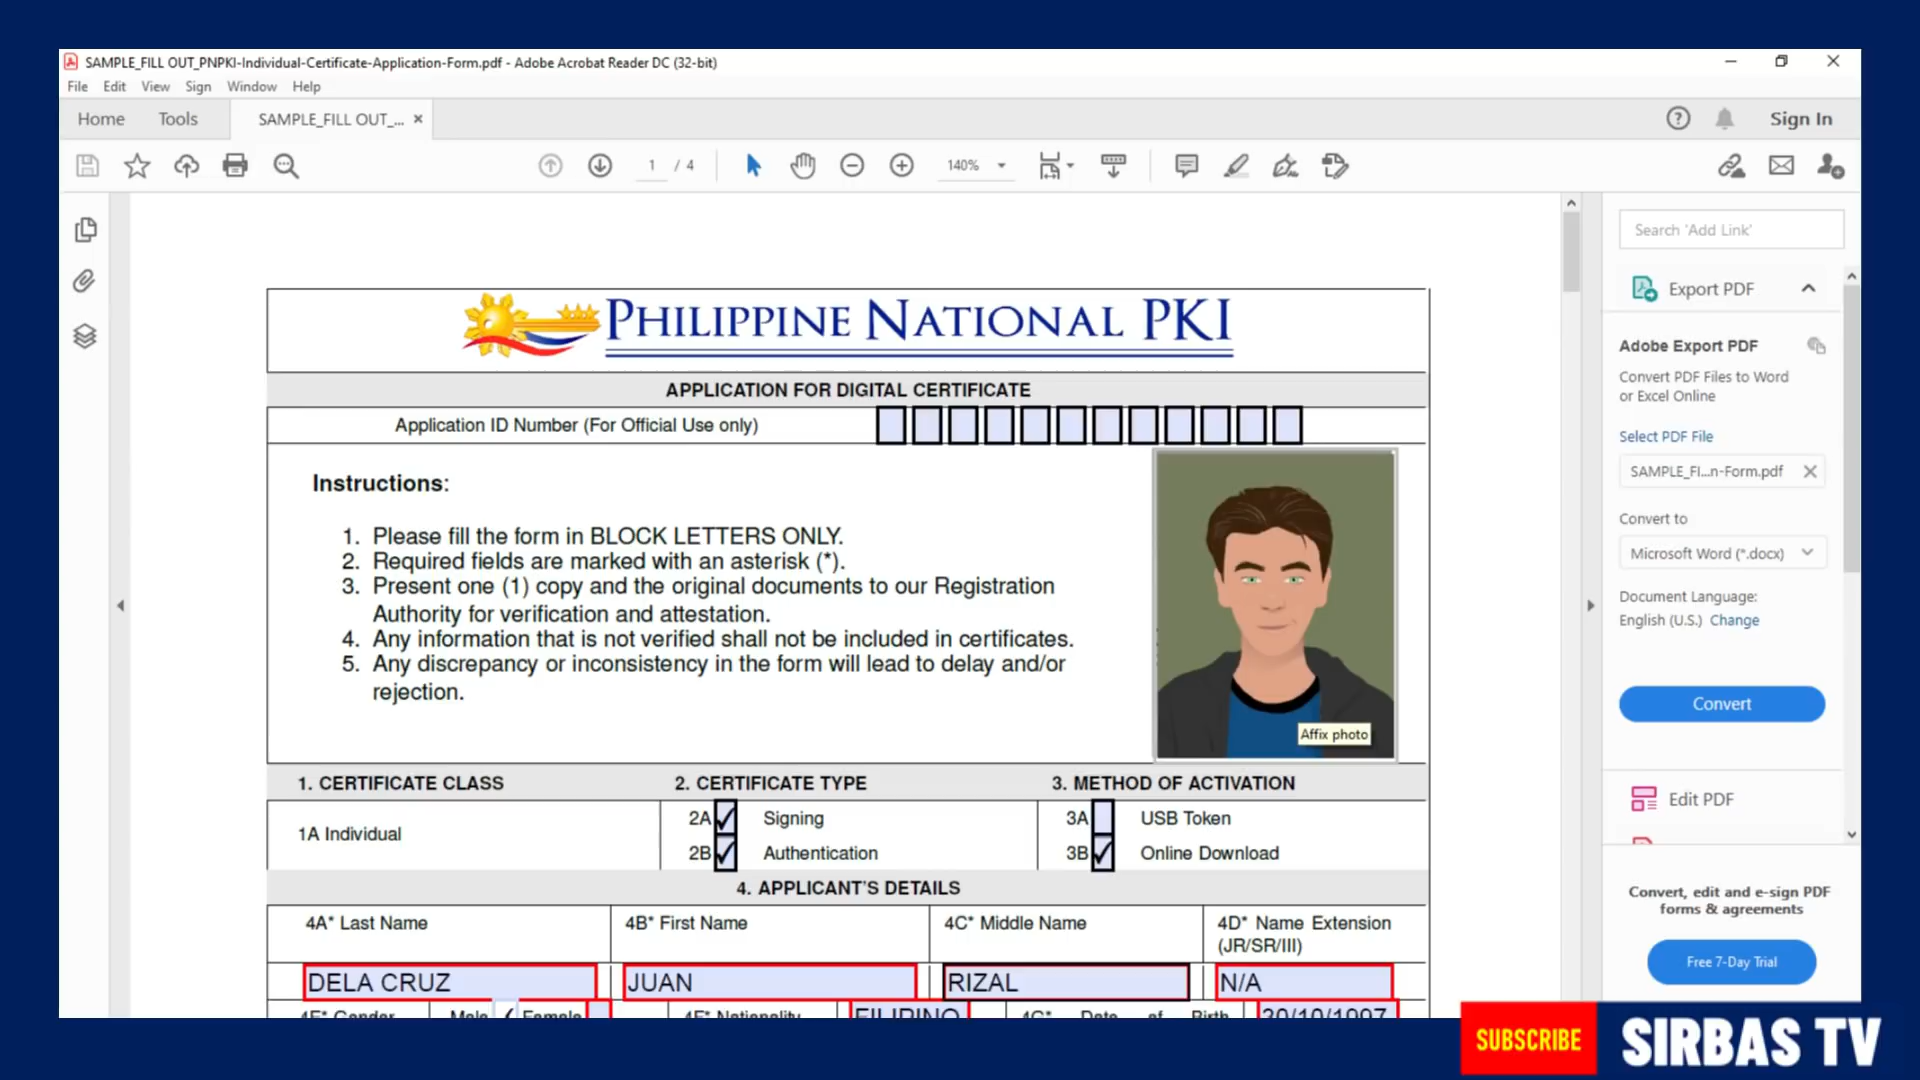 SAMPLE_FILL OUT_PNPKI-Individual-Certificate-Application-Form.pdf - Adobe Acrobat Reader DC (32-bit)
File Edit View Sign Window Help
Home Tools SAMPLE_FILL OUT_... × Sign In
1 / 4 140%
Search 'Add Link'
Export PDF
Adobe Export PDF
Convert PDF Files to Word
or Excel Online
Select PDF File
SAMPLE_FI...n-Form.pdf
Convert to
Microsoft Word (*.docx)
Document Language:
English (U.S.) Change
Convert
Edit PDF
Convert, edit and e-sign PDF
forms & agreements
Free 7-Day Trial
PHILIPPINE NATIONAL PKI
APPLICATION FOR DIGITAL CERTIFICATE
Application ID Number (For Official Use only)
Instructions:
1. Please fill the form in BLOCK LETTERS ONLY.
2. Required fields are marked with an asterisk (*).
3. Present one (1) copy and the original documents to our Registration
Authority for verification and attestation.
4. Any information that is not verified shall not be included in certificates.
5. Any discrepancy or inconsistency in the form will lead to delay and/or
rejection.
Affix photo
1. CERTIFICATE CLASS 2. CERTIFICATE TYPE 3. METHOD OF ACTIVATION
1A Individual
2A Signing
2B Authentication
3A USB Token
3B Online Download
4. APPLICANT'S DETAILS
4A* Last Name 4B* First Name 4C* Middle Name 4D* Name Extension
(JR/SR/III)
DELA CRUZ JUAN RIZAL N/A
4E* Gender Male Female 4F* Nationality FILIPINO 4G* Date of Birth 20/10/1997
SUBSCRIBE
SIRBAS TV